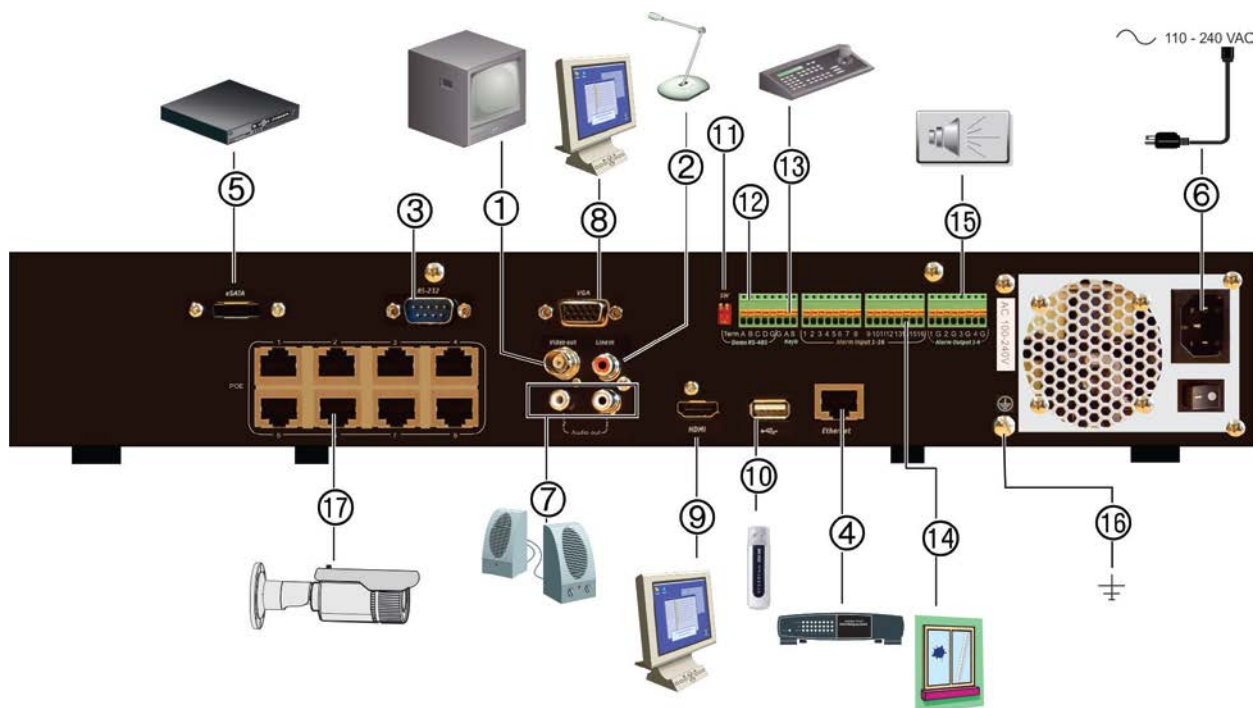 110 - 240 VAC
⑤
③
①
⑧
②
⑪
⑫
⑬
⑮
⑥
eSATA
RS-232
VGA
SW
Term A B C D G G A B
Demo RS-485
Keyb
1 2 3 4 5 6 7 8
9 10 11 12 13 14 15 16
Alarm Input 1-16
1 G 2 G 3 G 4 G
Alarm Output 1-4
AC 100-240V
POE
1 2 3 4
5 7 8
Video out
Line in
Audio out
HDMI
Ethernet
⑰
⑦
⑨
⑩
④
⑭
⑯